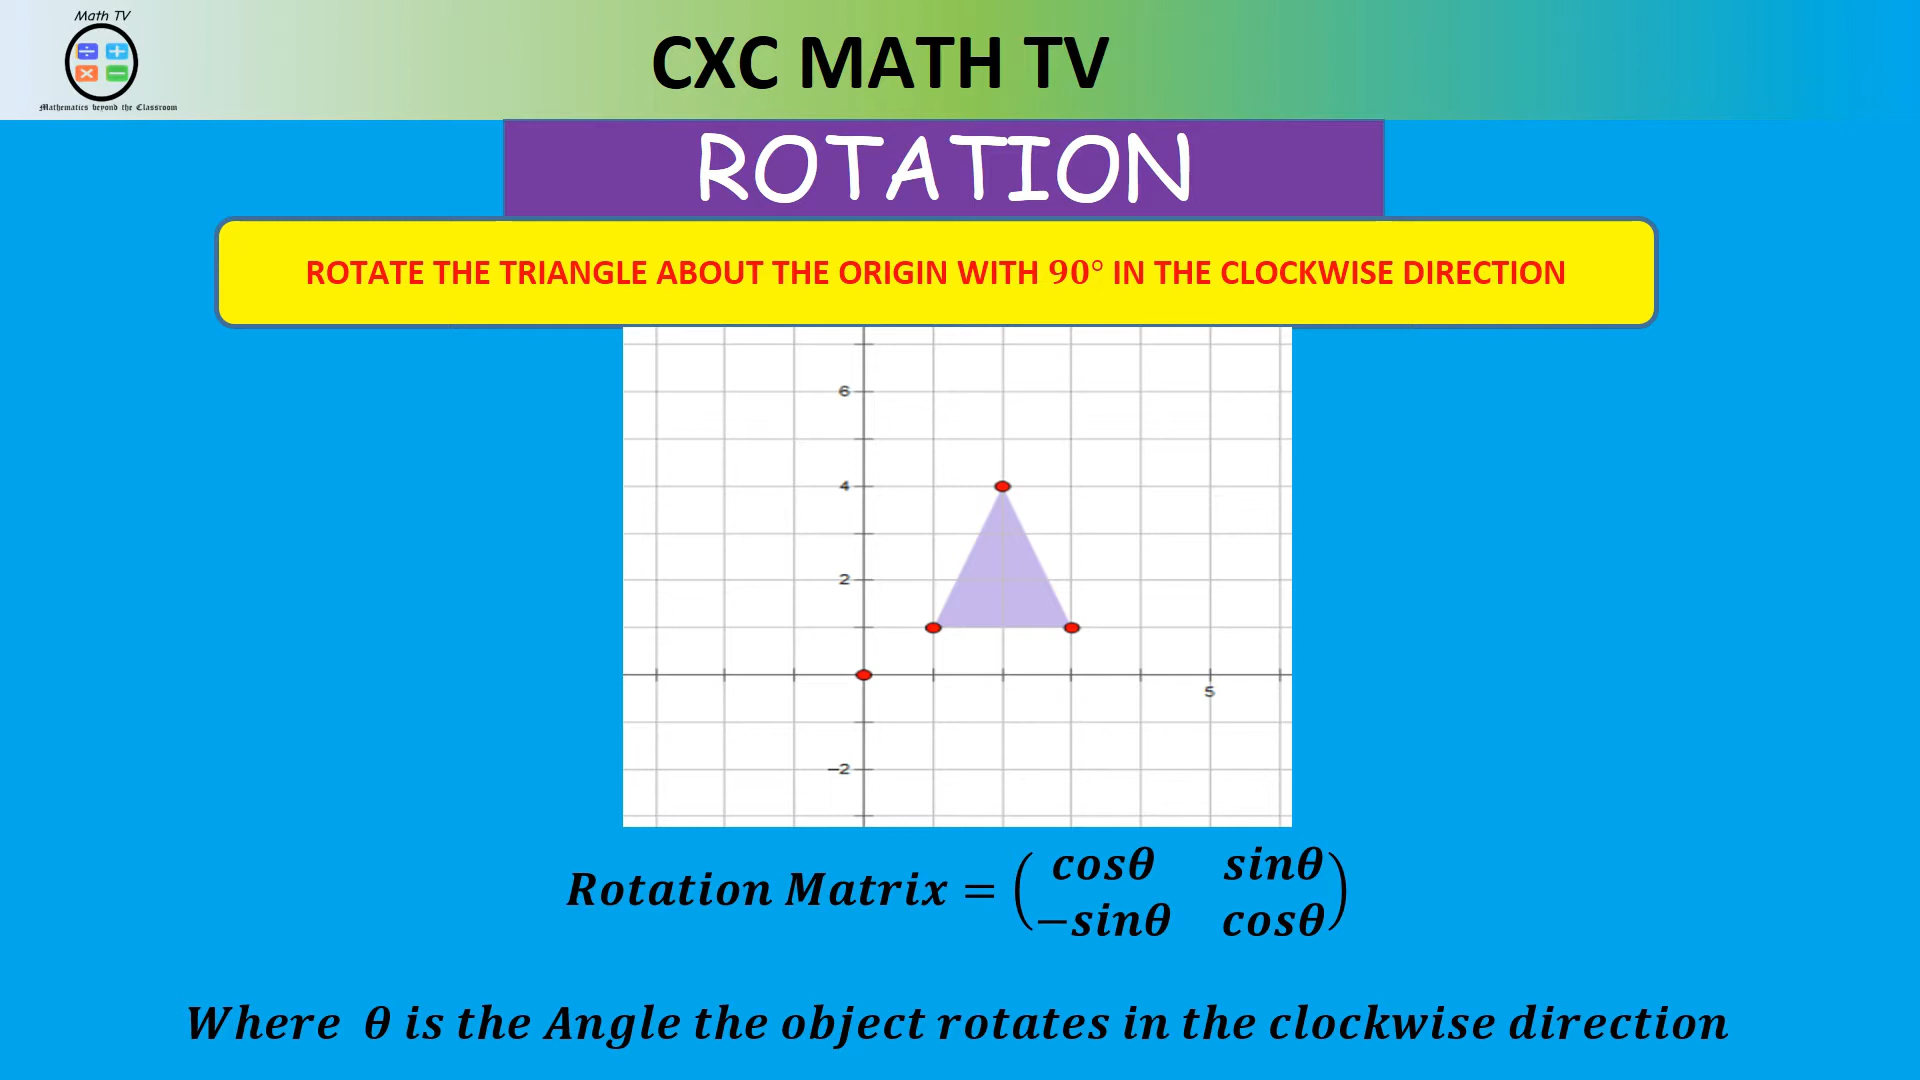 Math TV
÷ +
× −
Mathematics beyond the Classroom
CXC MATH TV
ROTATION
ROTATE THE TRIANGLE ABOUT THE ORIGIN WITH 90° IN THE CLOCKWISE DIRECTION
6
4
2
5
−2
Rotation Matrix = ( cosθ sinθ
−sinθ cosθ )
Where θ is the Angle the object rotates in the clockwise direction